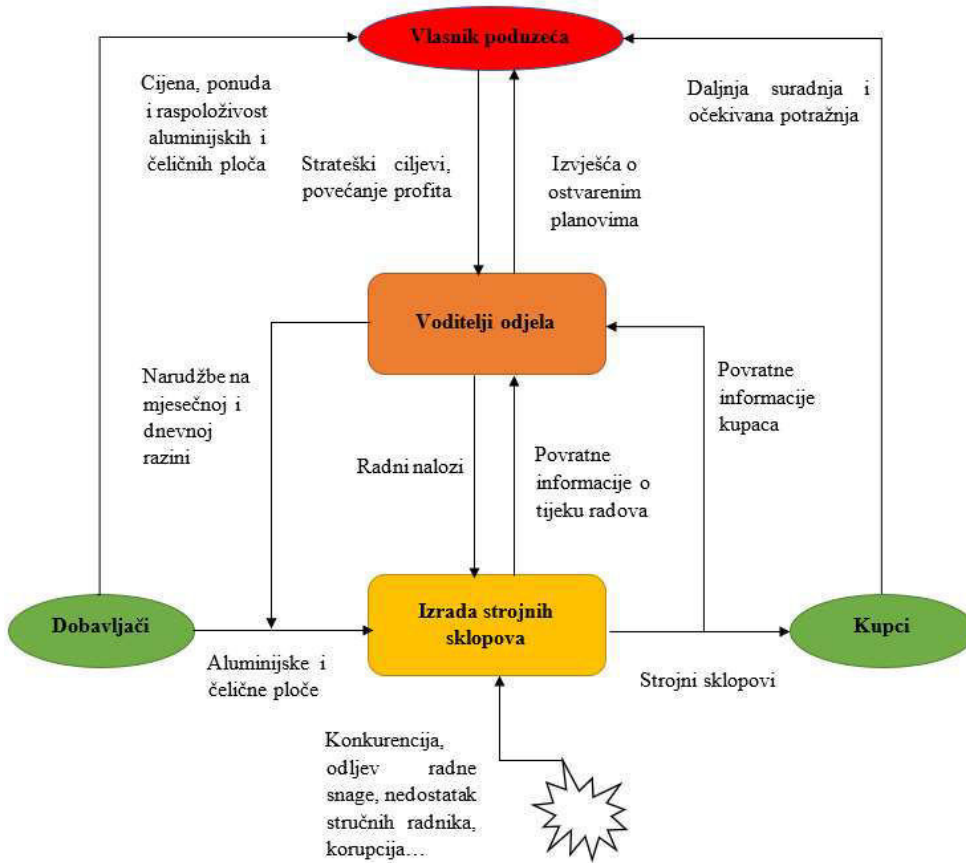 Vlasnik poduzeća
Cijena, ponuda
i raspoloživost
aluminijskih i
čeličnih ploča
Daljnja suradnja i
očekivana potražnja
Strateški ciljevi,
povećanje profita
Izvješća o
ostvarenim
planovima
Voditelji odjela
Narudžbe na
mjesečnoj i
dnevnoj
razini
Povratne
informacije
kupaca
Radni nalozi
Povratne
informacije o
tijeku radova
Dobavljači
Izrada strojnih
sklopova
Kupci
Aluminijske i
čelične ploče
Strojni sklopovi
Konkurencija,
odljev radne
snage, nedostatak
stručnih radnika,
korupcija...